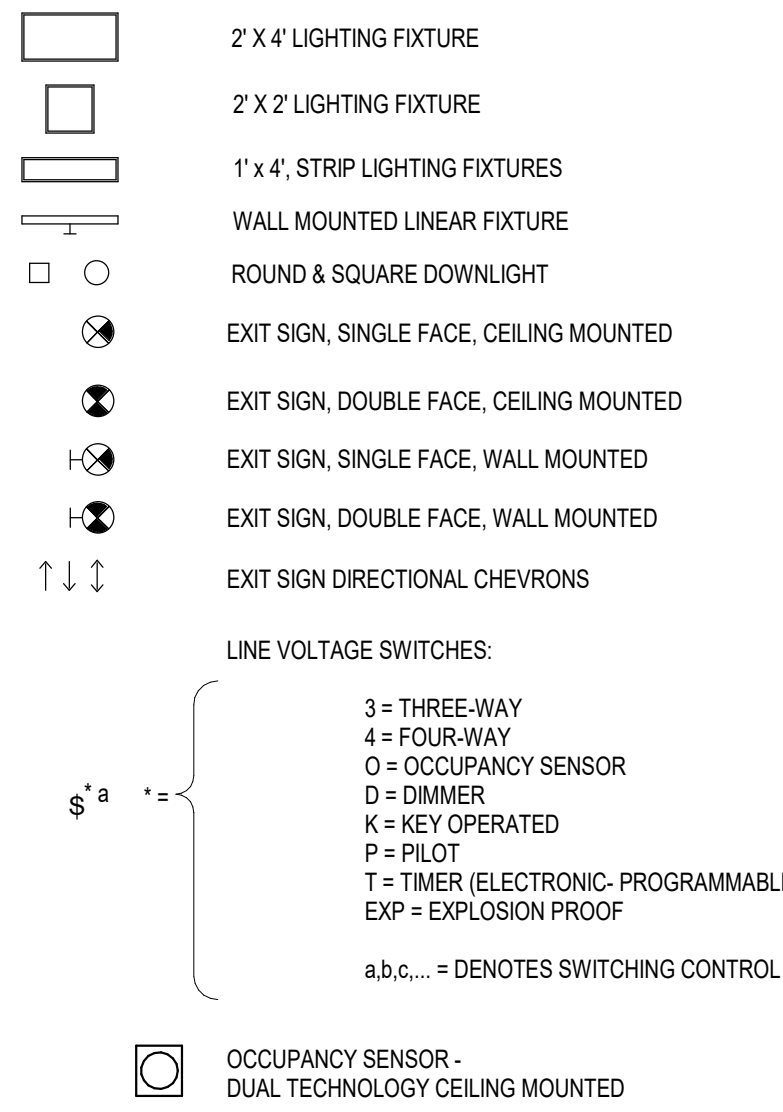 2' X 4' LIGHTING FIXTURE
2' X 2' LIGHTING FIXTURE
1' x 4', STRIP LIGHTING FIXTURES
WALL MOUNTED LINEAR FIXTURE
ROUND & SQUARE DOWNLIGHT
EXIT SIGN, SINGLE FACE, CEILING MOUNTED
EXIT SIGN, DOUBLE FACE, CEILING MOUNTED
EXIT SIGN, SINGLE FACE, WALL MOUNTED
EXIT SIGN, DOUBLE FACE, WALL MOUNTED
EXIT SIGN DIRECTIONAL CHEVRONS
LINE VOLTAGE SWITCHES:
3 = THREE-WAY
4 = FOUR-WAY
O = OCCUPANCY SENSOR
$* a * =
D = DIMMER
K = KEY OPERATED
P = PILOT
T = TIMER (ELECTRONIC- PROGRAMMABL
EXP = EXPLOSION PROOF
a,b,c,... = DENOTES SWITCHING CONTROL
OCCUPANCY SENSOR -
DUAL TECHNOLOGY CEILING MOUNTED